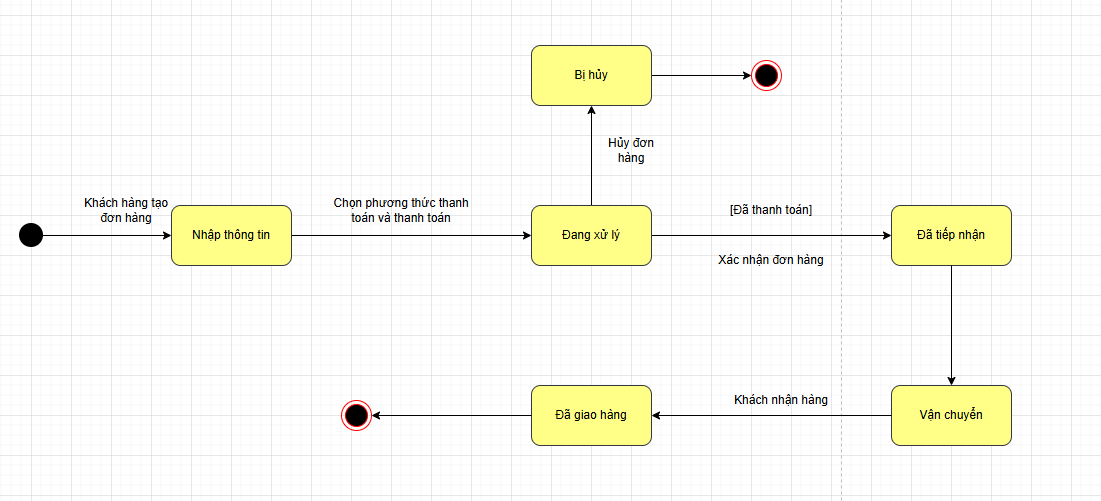 Bị hủy
Hủy đơn
hàng
Khách hàng tạo
đơn hàng
Nhập thông tin
Chọn phương thức thanh
toán và thanh toán
Đang xử lý
[Đã thanh toán]
Xác nhận đơn hàng
Đã tiếp nhận
Khách nhận hàng
Đã giao hàng
Vận chuyển